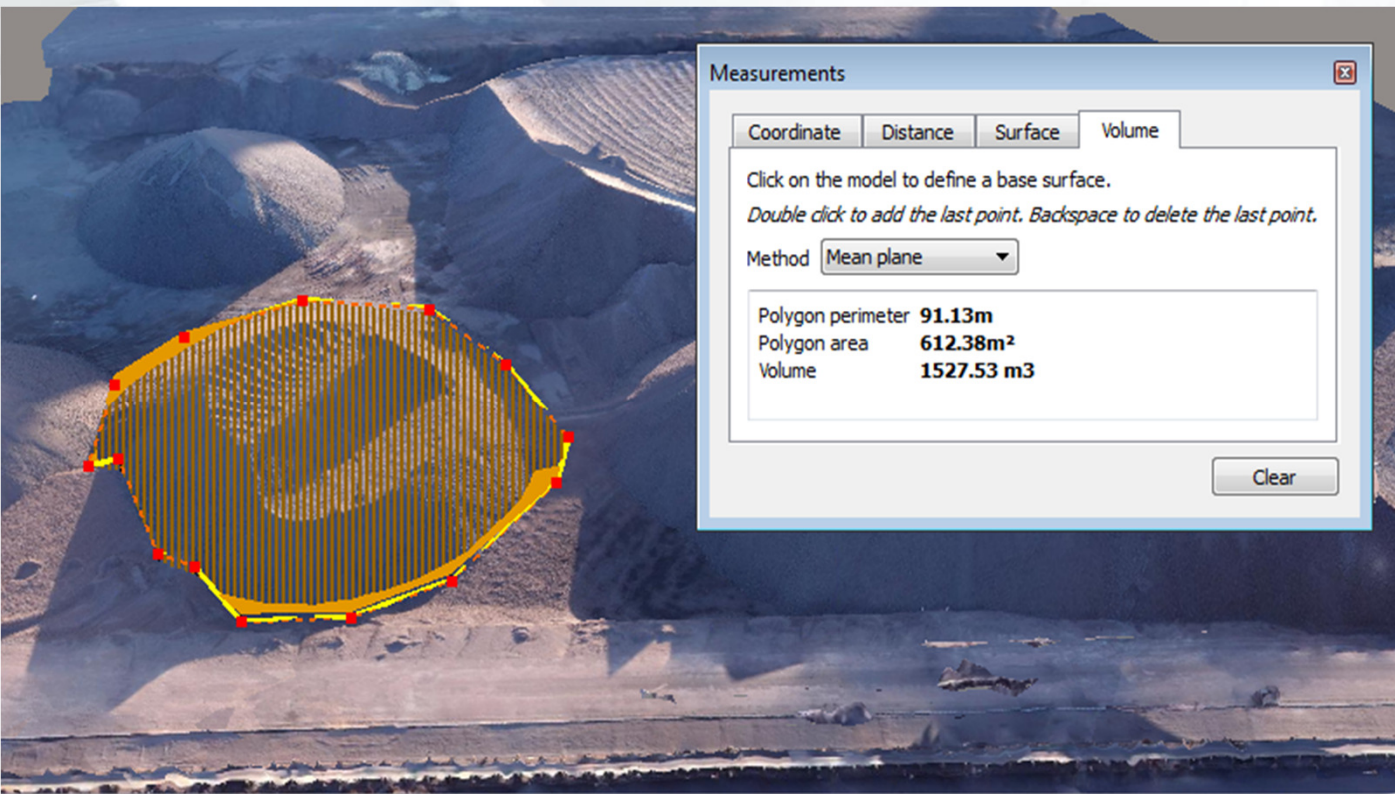 Measurements
Coordinate Distance Surface Volume
Click on the model to define a base surface.
Double click to add the last point. Backspace to delete the last point.
Method Mean plane
Polygon perimeter 91.13m
Polygon area 612.38m²
Volume 1527.53 m3
Clear